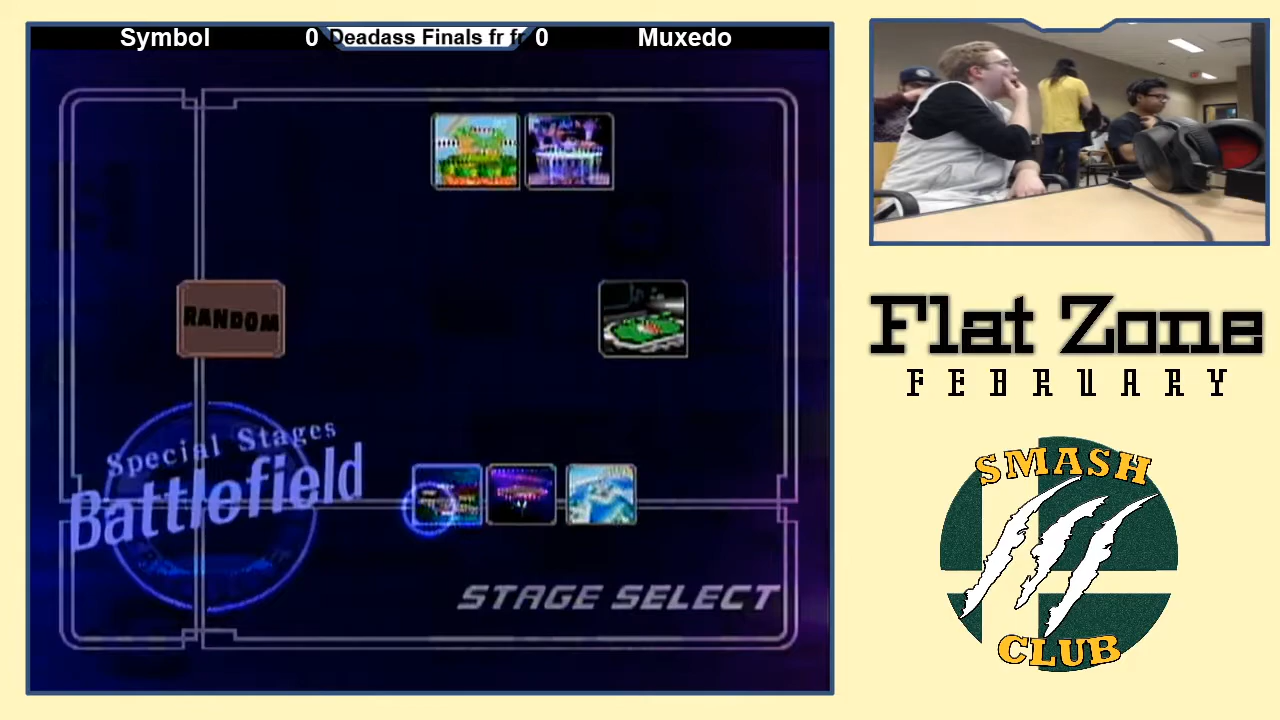 Symbol 0 Deadass Finals fr fr 0 Muxedo
RANDOM
Special Stages
Battlefield
STAGE SELECT
Flat Zone
FEBRUARY
SMASH
CLUB